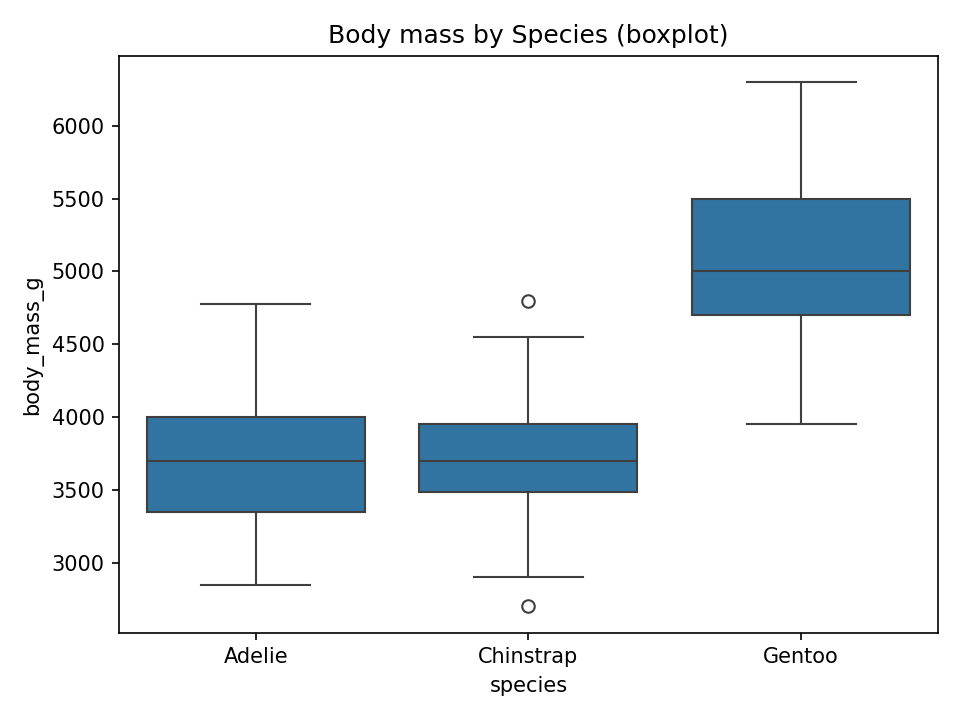 Body mass by Species (boxplot)
body_mass_g
6000
5500
5000
4500
4000
3500
3000
Adelie
Chinstrap
Gentoo
species